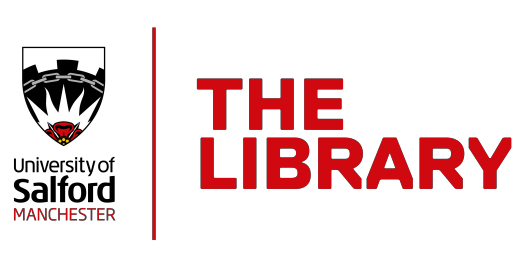 University of
Salford
MANCHESTER
THE
LIBRARY